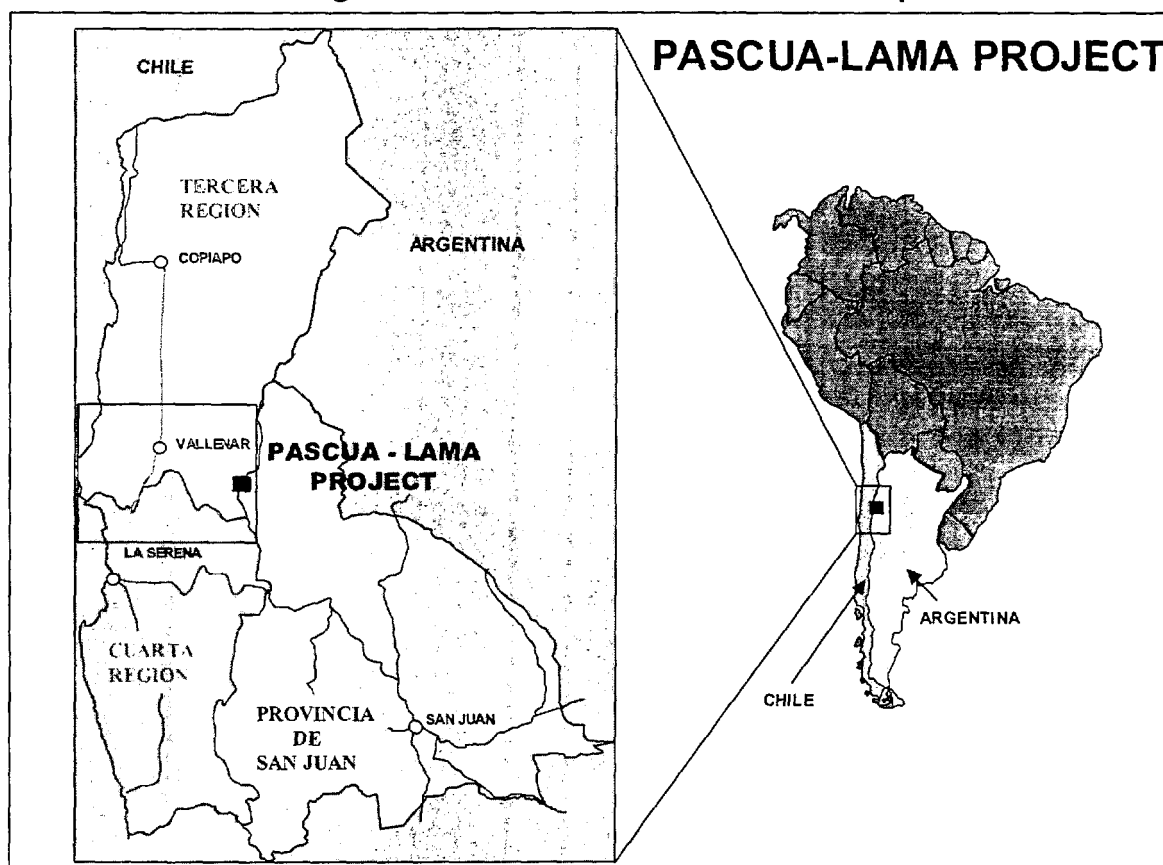 PASCUA-LAMA PROJECT
CHILE
TERCERA
REGION
ARGENTINA
COPIAPO
VALLENAR
PASCUA - LAMA
PROJECT
LA SERENA
CUARTA
REGION
PROVINCIA
DE
SAN JUAN
SAN JUAN
ARGENTINA
CHILE